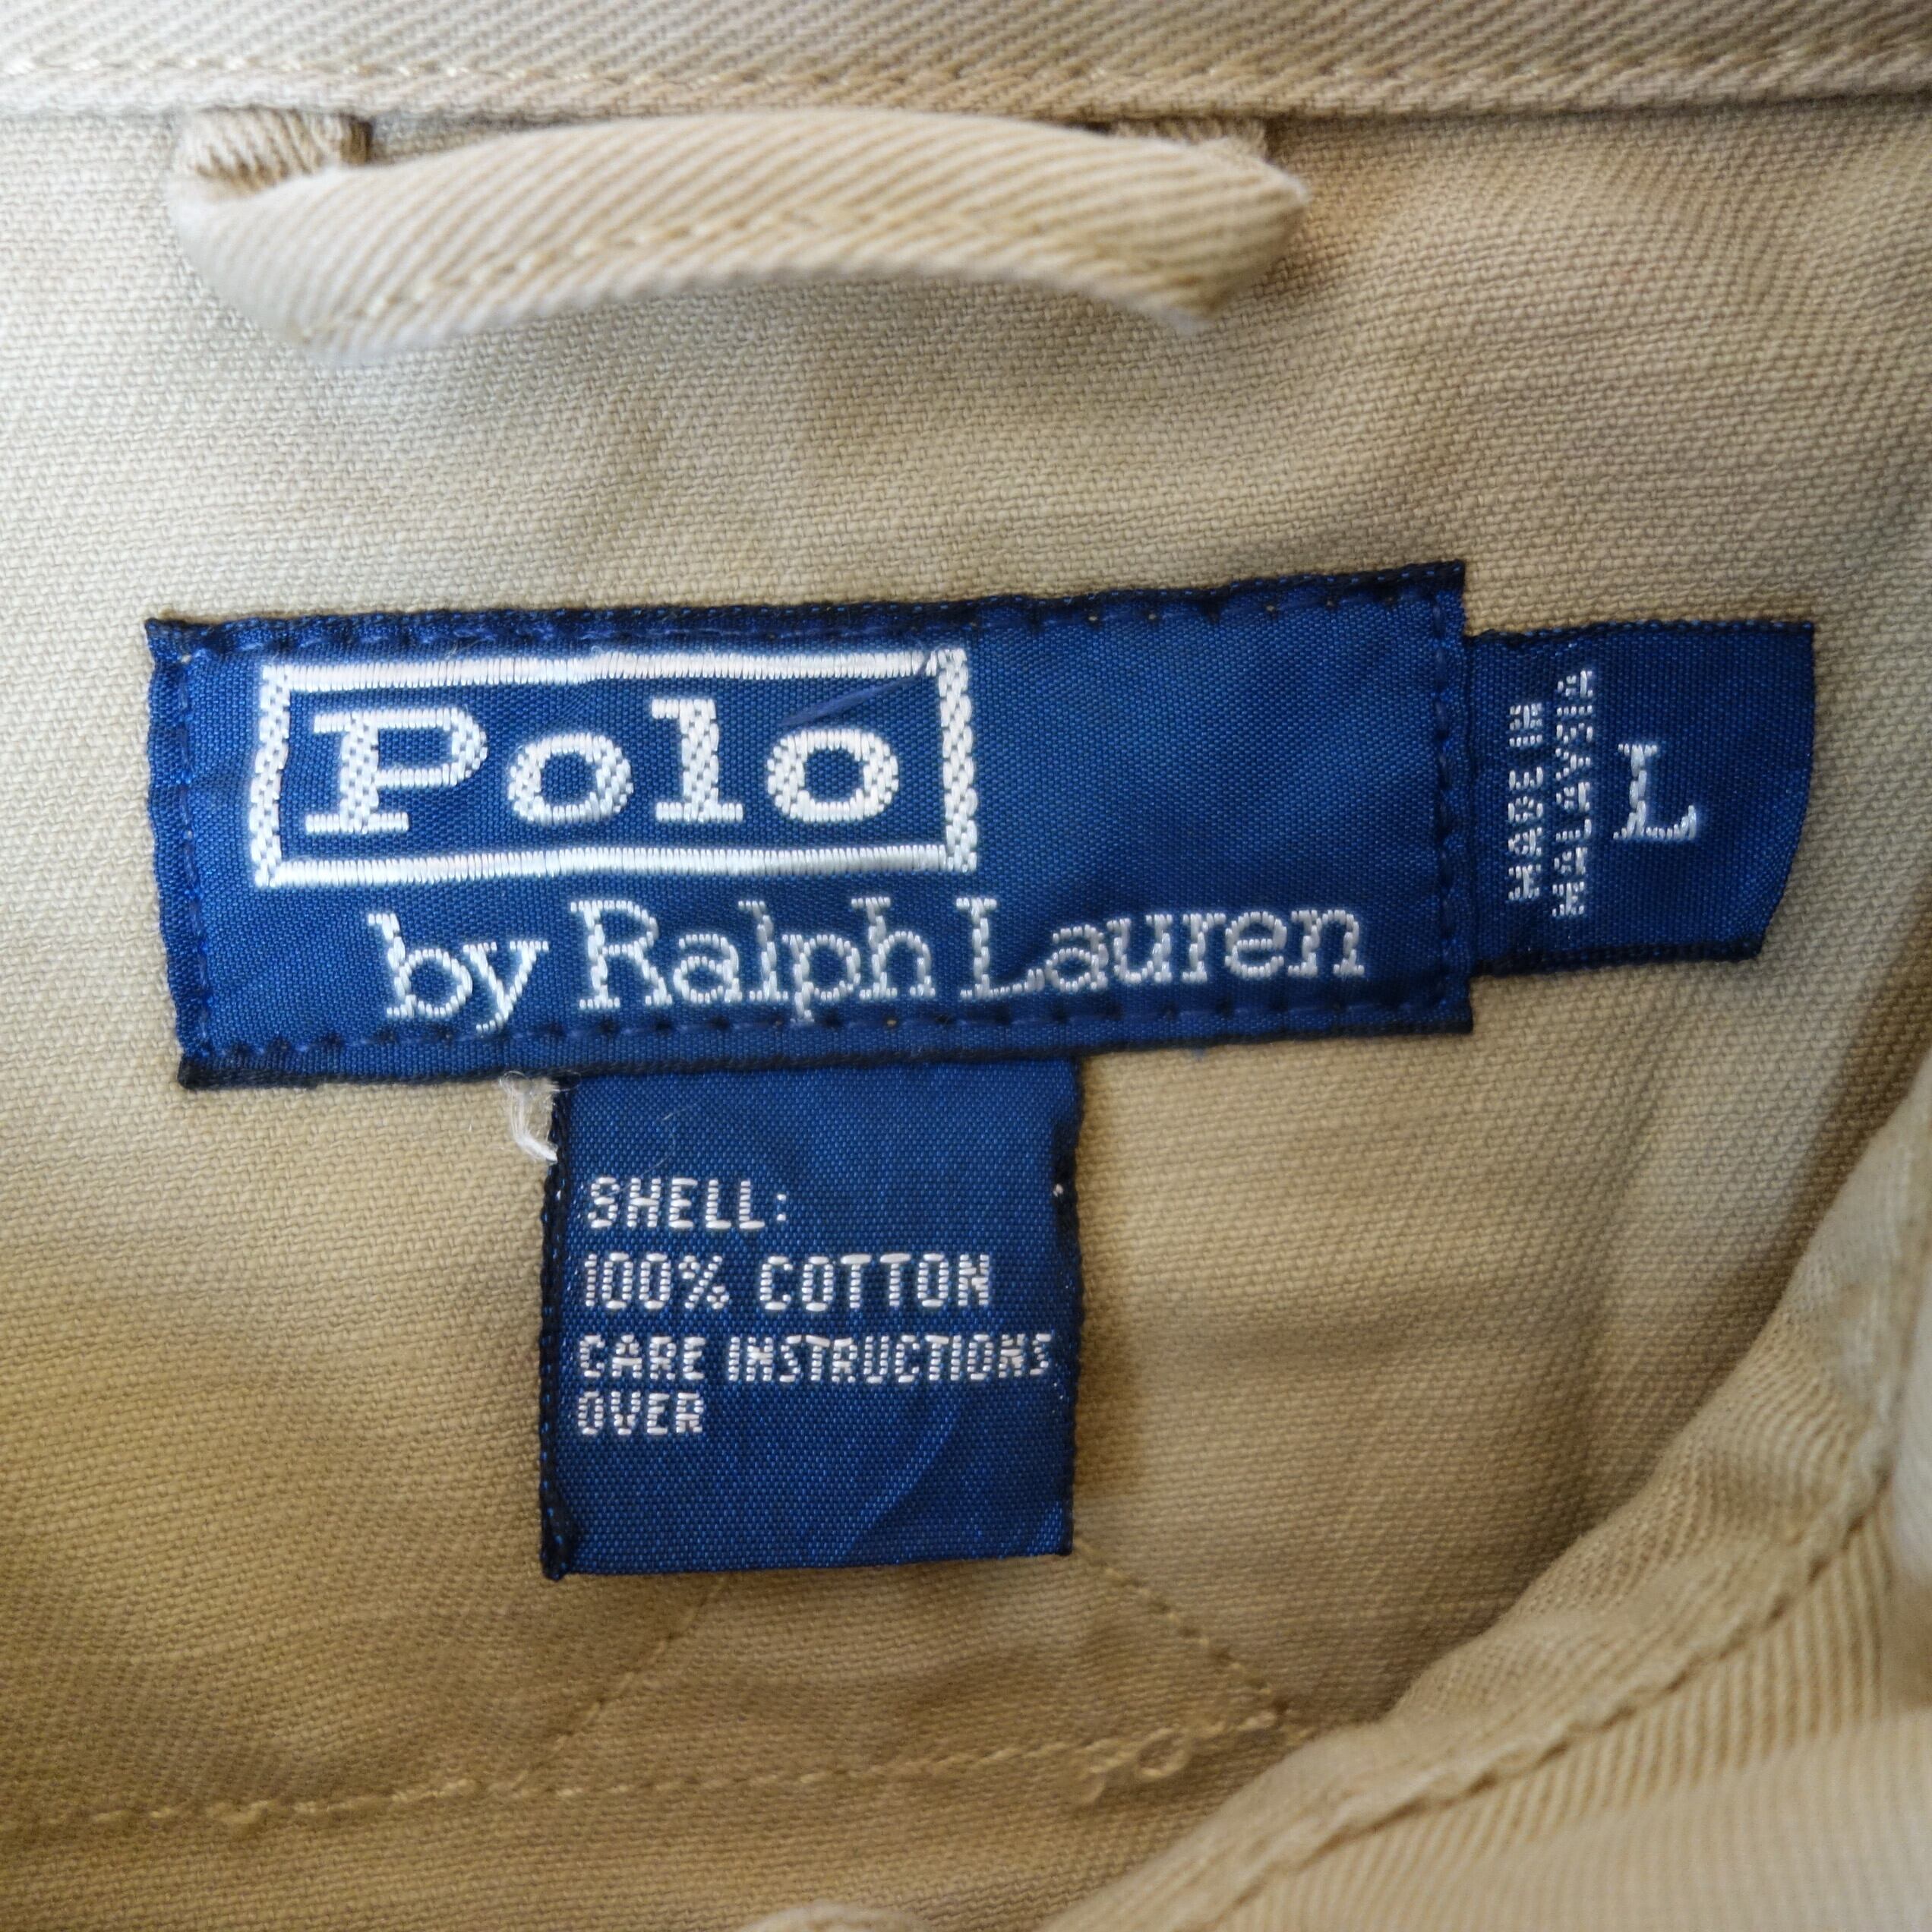 Polo
by Ralph Lauren
MADE IN
MALAYSIA
L
SHELL:
100% COTTON
CARE INSTRUCTIONS
OVER